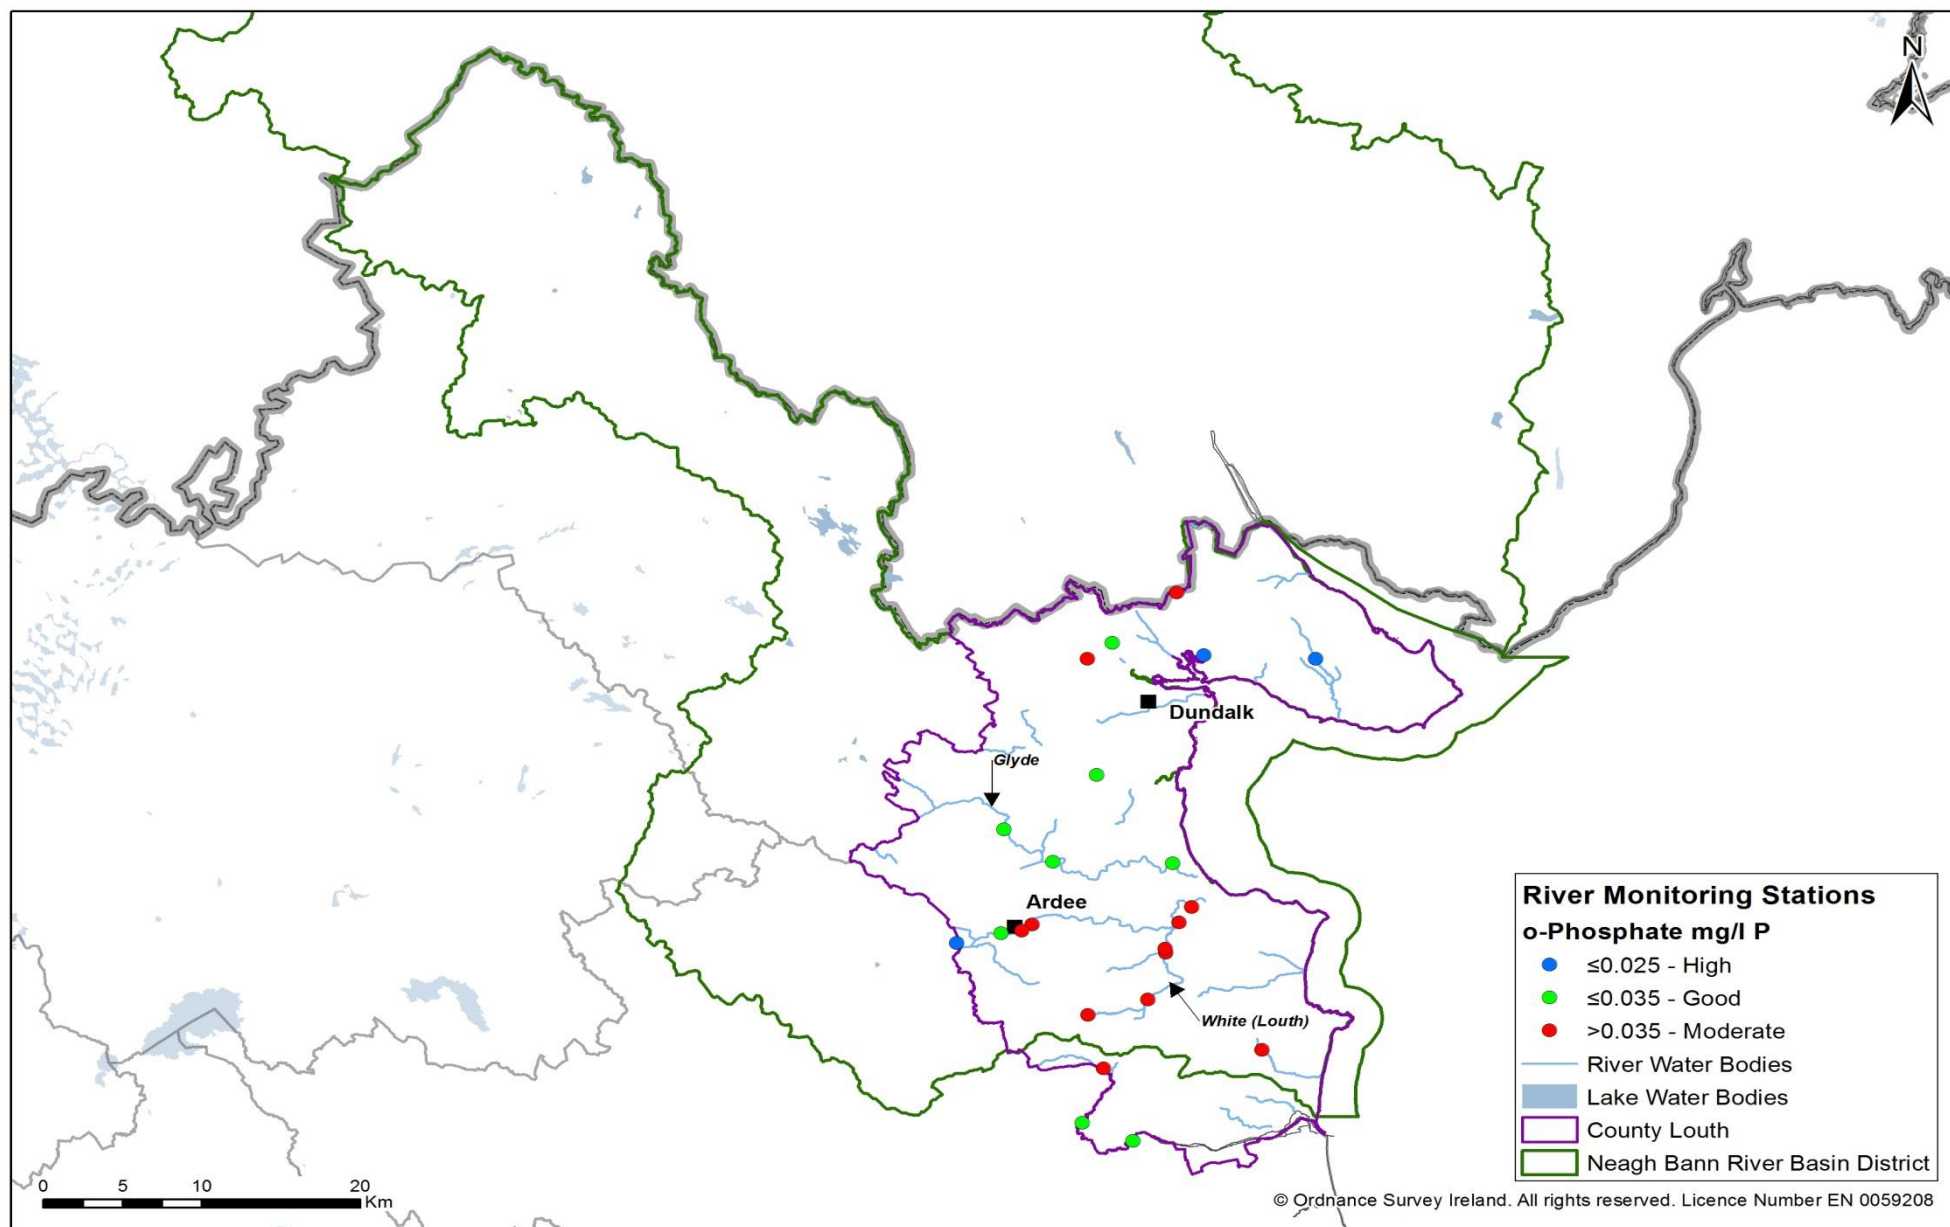 N
Dundalk
Glyde
Ardee
White (Louth)
River Monitoring Stations
o-Phosphate mg/l P
≤0.025 - High
≤0.035 - Good
>0.035 - Moderate
River Water Bodies
Lake Water Bodies
County Louth
Neagh Bann River Basin District
0 5 10 20
Km
© Ordnance Survey Ireland. All rights reserved. Licence Number EN 0059208